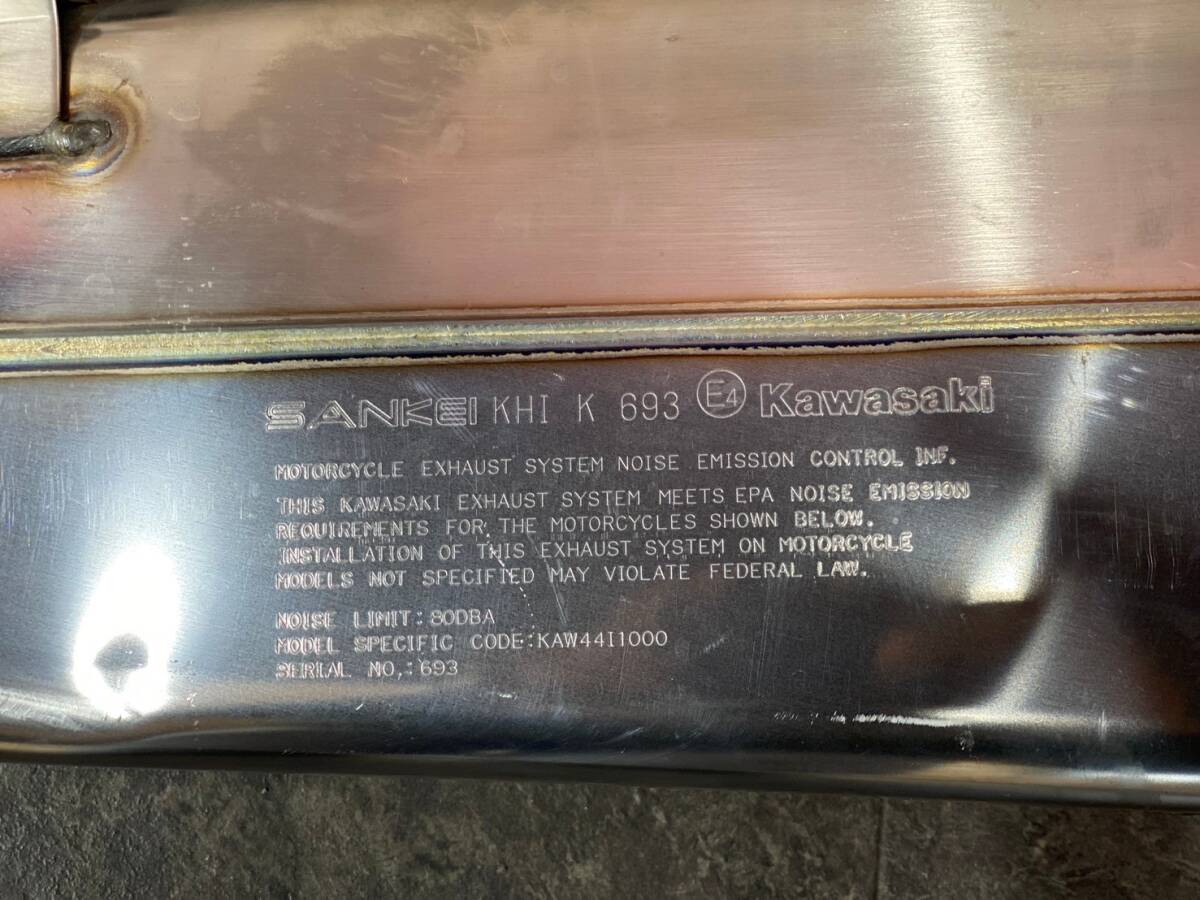 SANKEI KHI K 693 E4 Kawasaki
MOTORCYCLE EXHAUST SYSTEM NOISE EMISSION CONTROL INF.
THIS KAWASAKI EXHAUST SYSTEM MEETS EPA NOISE EMISSION
REQUIREMENTS FOR THE MOTORCYCLES SHOWN BELOW.
INSTALLATION OF THIS EXHAUST SYSTEM ON MOTORCYCLE
MODELS NOT SPECIFIED MAY VIOLATE FEDERAL LAW.
NOISE LIMIT:80DBA
MODEL SPECIFIC CODE:KAW44I1000
SERIAL NO,:693